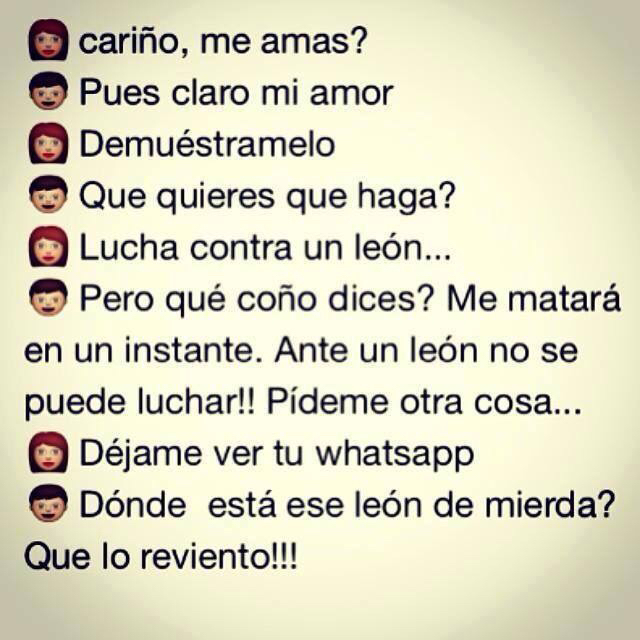 cariño, me amas?
Pues claro mi amor
Demuéstramelo
Que quieres que haga?
Lucha contra un león...
Pero qué coño dices? Me matará
en un instante. Ante un león no se
puede luchar!! Pídeme otra cosa...
Déjame ver tu whatsapp
Dónde está ese león de mierda?
Que lo reviento!!!